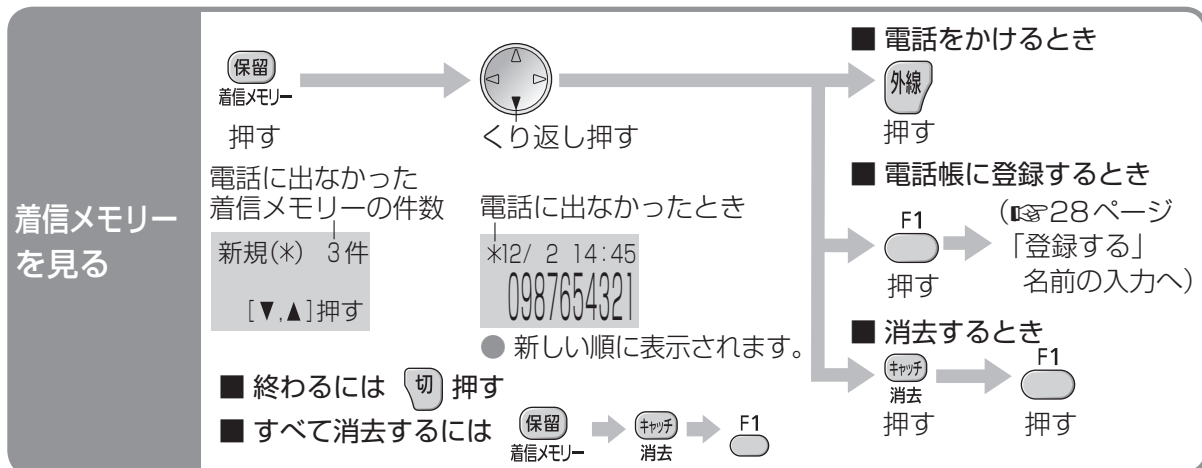 着信メモリー
を見る
保留
着信メモリー
押す
電話に出なかった
着信メモリーの件数
新規(*) 3件
[▼,▲]押す
くり返し押す
電話に出なかったとき
*12/ 2 14:45
0987654321
● 新しい順に表示されます。
■ 電話をかけるとき
外線
押す
■ 電話帳に登録するとき
F1
押す
(☞28ページ
「登録する」
名前の入力へ)
■ 消去するとき
キャッチ
消去
押す
F1
押す
■ 終わるには 切 押す
■ すべて消去するには 保留 キャッチ F1
着信メモリー 消去